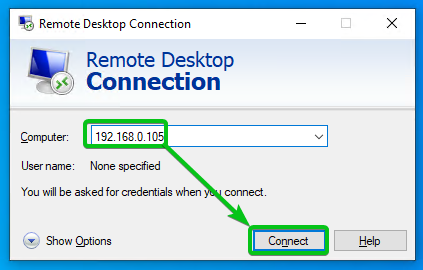 Remote Desktop Connection
Remote Desktop
Connection
Computer: 192.168.0.105
User name: None specified
You will be asked for credentials when you connect.
Show Options Connect Help